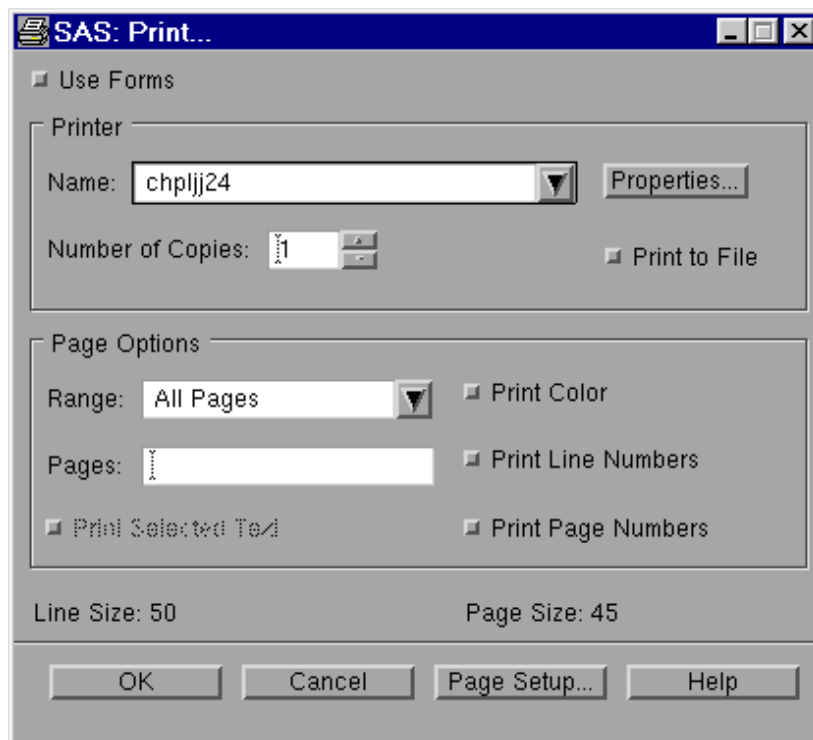 SAS: Print...
Use Forms
Printer
Name: chpljj24 Properties...
Number of Copies: 1 Print to File
Page Options
Range: All Pages Print Color
Pages: Print Line Numbers
Print Selected Text Print Page Numbers
Line Size: 50 Page Size: 45
OK Cancel Page Setup... Help